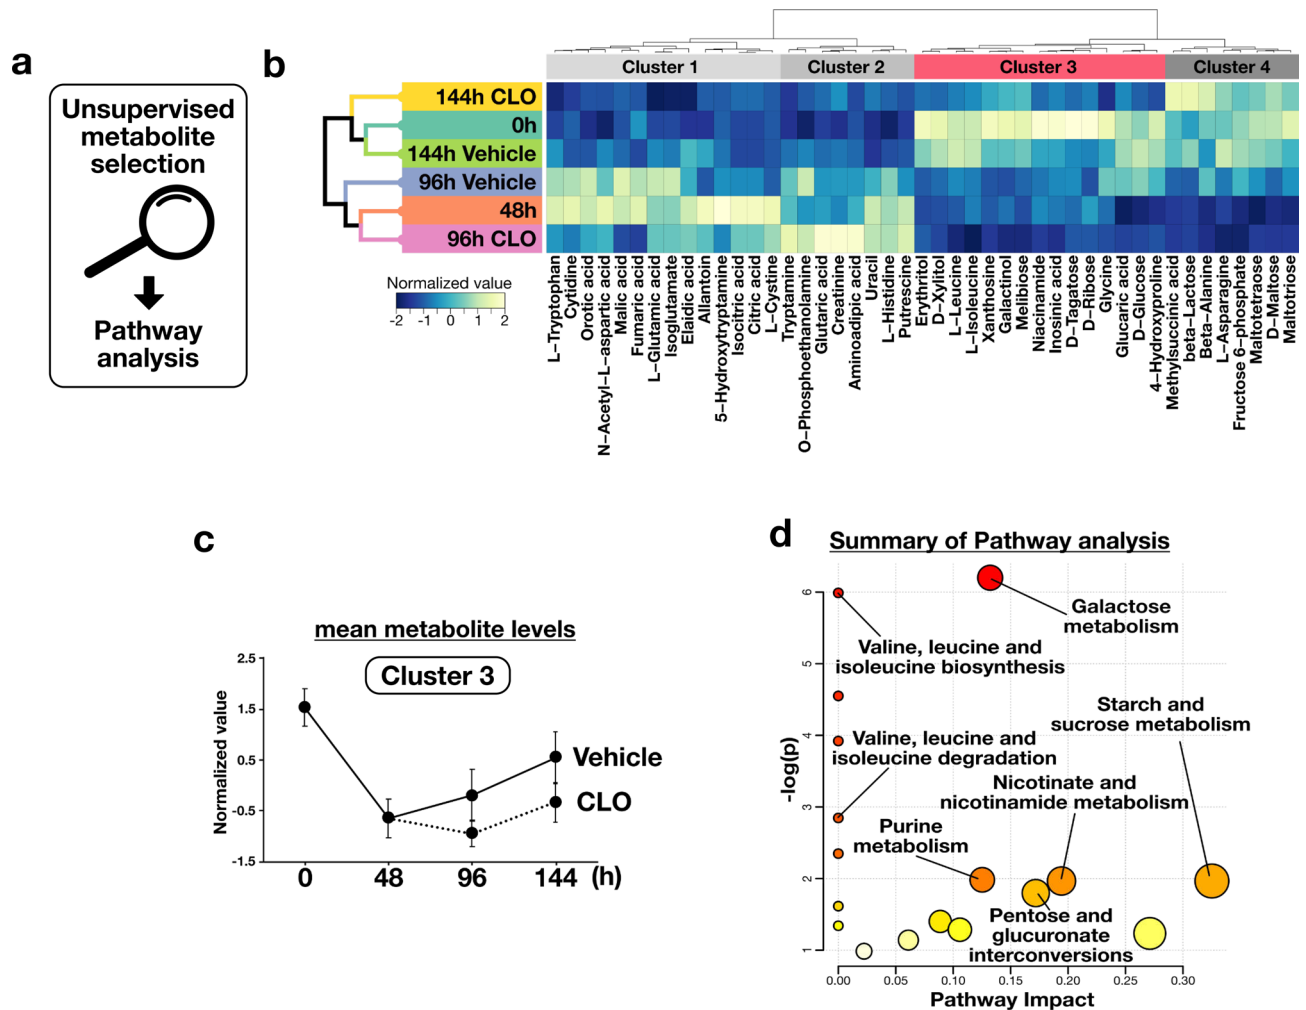 a
Unsupervised
metabolite
selection
Pathway
analysis
b
Cluster 1
Cluster 2
Cluster 3
Cluster 4
144h CLO
0h
144h Vehicle
96h Vehicle
48h
96h CLO
Normalized value
-2 -1 0 1 2
L-Tryptophan
Cytidine
Orotic acid
N-Acetyl-L-aspartic acid
Malic acid
Fumaric acid
L-Glutamic acid
Isoglutamate
Elaidic acid
Allantoin
5-Hydroxytryptamine
Isocitric acid
Citric acid
L-Cystine
Tryptamine
O-Phosphoethanolamine
Glutaric acid
Creatinine
Aminoadipic acid
Uracil
L-Histidine
Putrescine
Erythritol
D-Xylitol
L-Leucine
L-Isoleucine
Xanthosine
Galactinol
Melibiose
Niacinamide
Inosinic acid
D-Tagatose
D-Ribose
Glycine
Glucaric acid
D-Glucose
4-Hydroxyproline
Methylsuccinic acid
beta-Lactose
Beta-Alanine
L-Asparagine
Fructose 6-phosphate
Maltotetraose
D-Maltose
Maltotriose
c
mean metabolite levels
Cluster 3
Normalized value
2.5
1.5
0.5
-0.5
-1.5
Vehicle
CLO
0 48 96 144 (h)
d
Summary of Pathway analysis
-log(p)
6
5
4
3
2
1
Galactose
metabolism
Valine, leucine and
isoleucine biosynthesis
Starch and
sucrose metabolism
Valine, leucine and
isoleucine degradation
Nicotinate and
nicotinamide metabolism
Purine
metabolism
Pentose and
glucuronate
interconversions
0.00 0.05 0.10 0.15 0.20 0.25 0.30
Pathway Impact